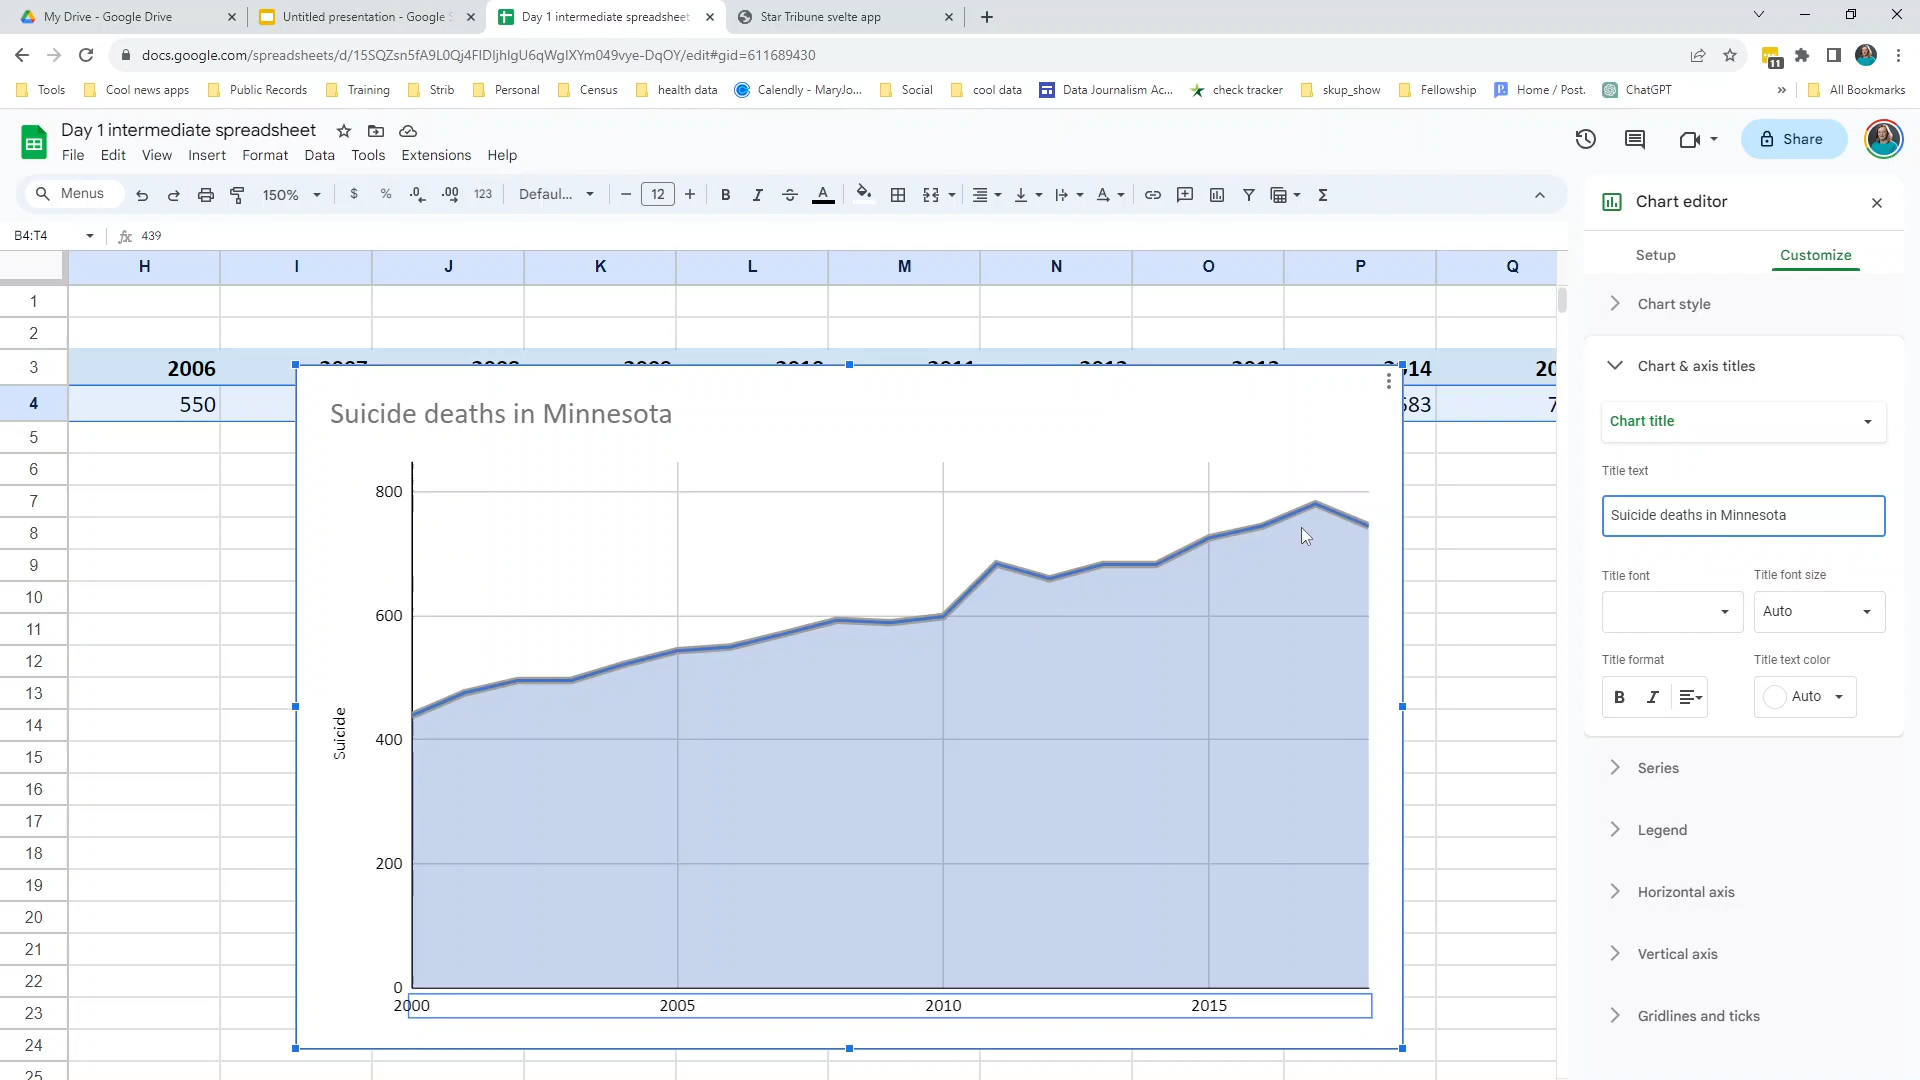 My Drive - Google Drive
Untitled presentation - Google S
Day 1 intermediate spreadsheet
Star Tribune svelte app
docs.google.com/spreadsheets/d/15SQZsn5fA9L0Qj4FIDIjhIgU6qWgIXYm049vye-DqOY/edit#gid=611689430
11
Tools Cool news apps Public Records Training Strib Personal Census health data Calendly - MaryJo... Social cool data Data Journalism Ac... check tracker skup_show Fellowship Home / Post. ChatGPT » All Bookmarks
Day 1 intermediate spreadsheet
File Edit View Insert Format Data Tools Extensions Help
Share
Menus 150% $ % .0 .00 123 Defaul... − 12 + B I A Σ
B4:T4 fx 439
H I J K L M N O P Q
1
2
3 2006
4 550 7
5
6
7
8
9
10
11
12
13
14
15
16
17
18
19
20
21
22
23
24
25
Suicide deaths in Minnesota
Suicide
800
600
400
200
0
2000 2005 2010 2015
Chart editor
Setup Customize
Chart style
Chart & axis titles
Chart title
Title text
Suicide deaths in Minnesota
Title font Title font size
Auto
Title format Title text color
B I Auto
Series
Legend
Horizontal axis
Vertical axis
Gridlines and ticks